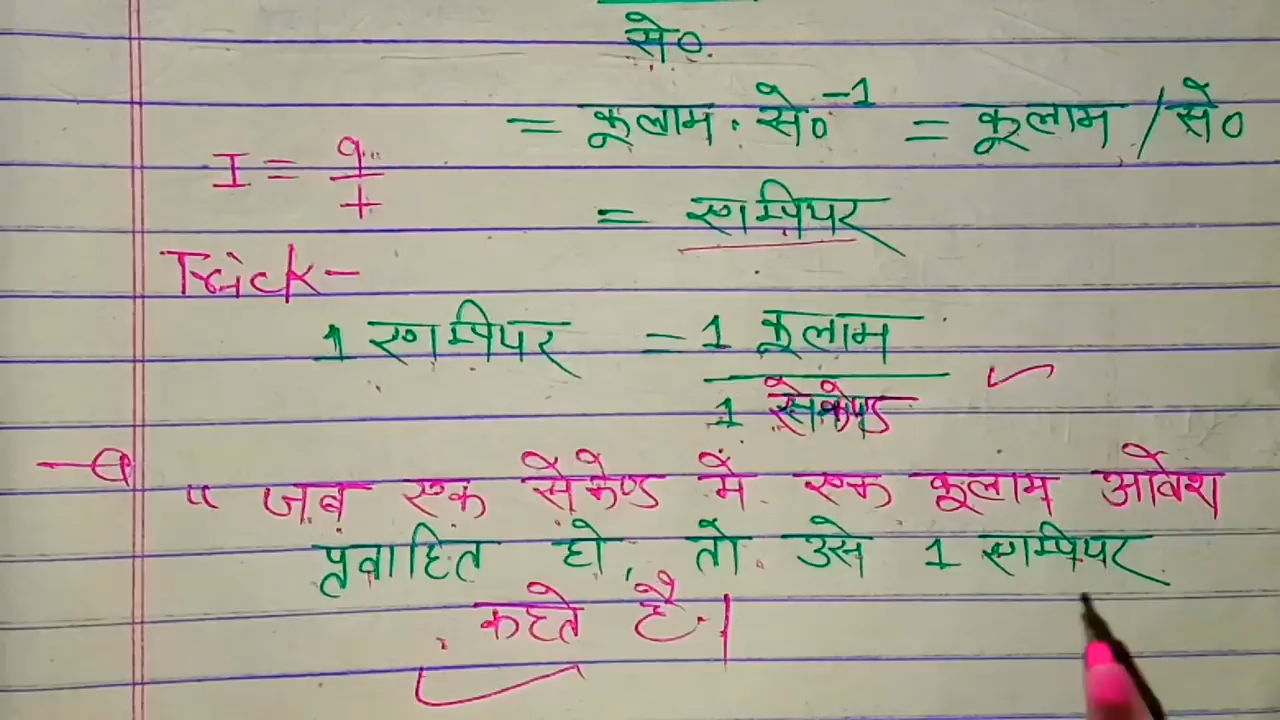 से०
= कूलाम . से०⁻¹ = कूलाम / से०
I = q/t
= एम्पियर
Trick-
1 एम्पियर = 1 कूलाम
1 सेकेण्ड
" जब एक सेकेण्ड में एक कूलाम आवेश
प्रवाहित हो, तो उसे 1 एम्पियर
कहते है।